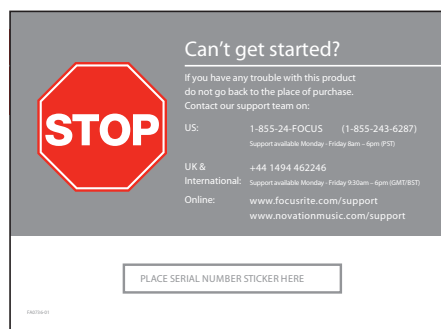 STOP
Can't get started?
If you have any trouble with this product
do not go back to the place of purchase.
Contact our support team on:
US: 1-855-24-FOCUS (1-855-243-6287)
Support available Monday - Friday 8am – 6pm (PST)
UK & +44 1494 462246
International: Support available Monday - Friday 9:30am – 6pm (GMT/BST)
Online: www.focusrite.com/support
www.novationmusic.com/support
PLACE SERIAL NUMBER STICKER HERE